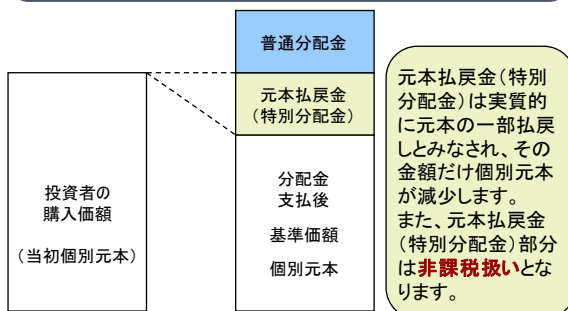 普通分配金
元本払戻金
(特別分配金)
投資者の
購入価額
(当初個別元本)
分配金
支払後
基準価額
個別元本
元本払戻金(特別
分配金)は実質的
に元本の一部払戻
しとみなされ、その
金額だけ個別元本
が減少します。
また、元本払戻金
(特別分配金)部分
は非課税扱いとな
ります。